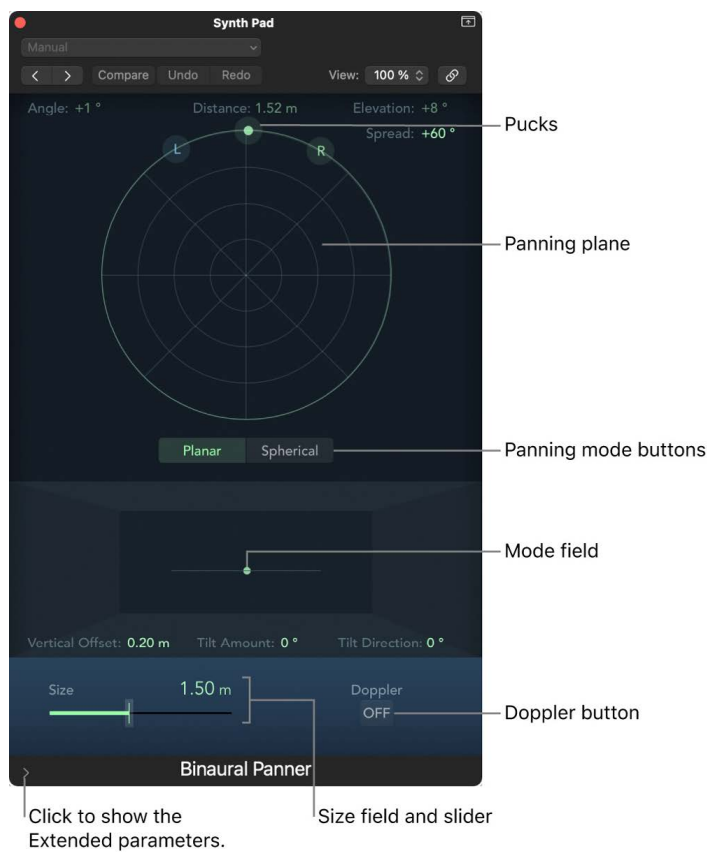 Synth Pad
Manual
Compare Undo Redo View: 100 %
Angle: +1 ° Distance: 1.52 m Elevation: +8 °
Spread: +60 °
Pucks
L R
Panning plane
Planar Spherical
Panning mode buttons
Mode field
Vertical Offset: 0.20 m Tilt Amount: 0 ° Tilt Direction: 0 °
Size 1.50 m Doppler
OFF
Doppler button
Binaural Panner
Click to show the
Extended parameters.
Size field and slider